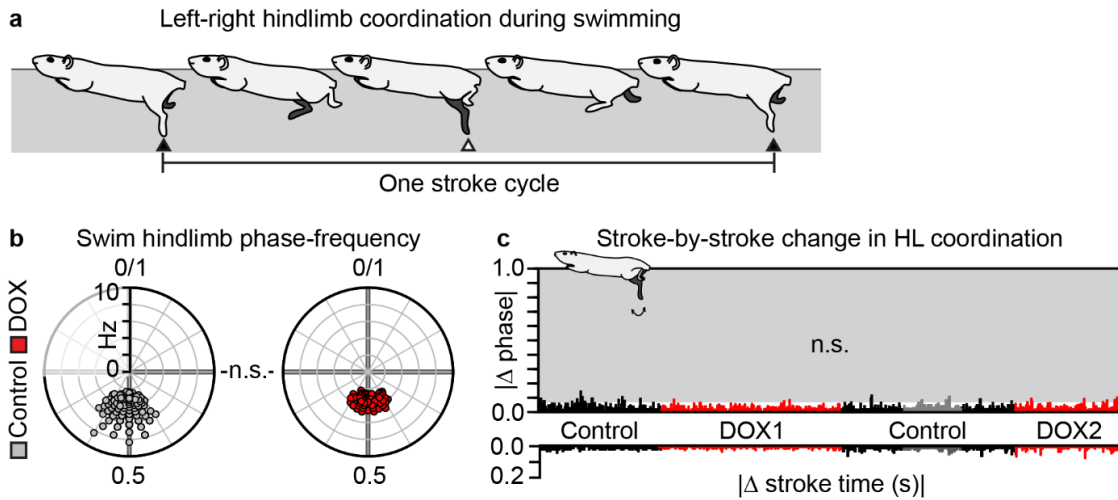 a
Left-right hindlimb coordination during swimming
One stroke cycle
b
Swim hindlimb phase-frequency
0/1
0/1
10
Hz
0
-n.s.-
0.5
0.5
Control
DOX
c
Stroke-by-stroke change in HL coordination
1.0
|Δ phase|
n.s.
0.0
Control
DOX1
Control
DOX2
0.0
0.2
|Δ stroke time (s)|